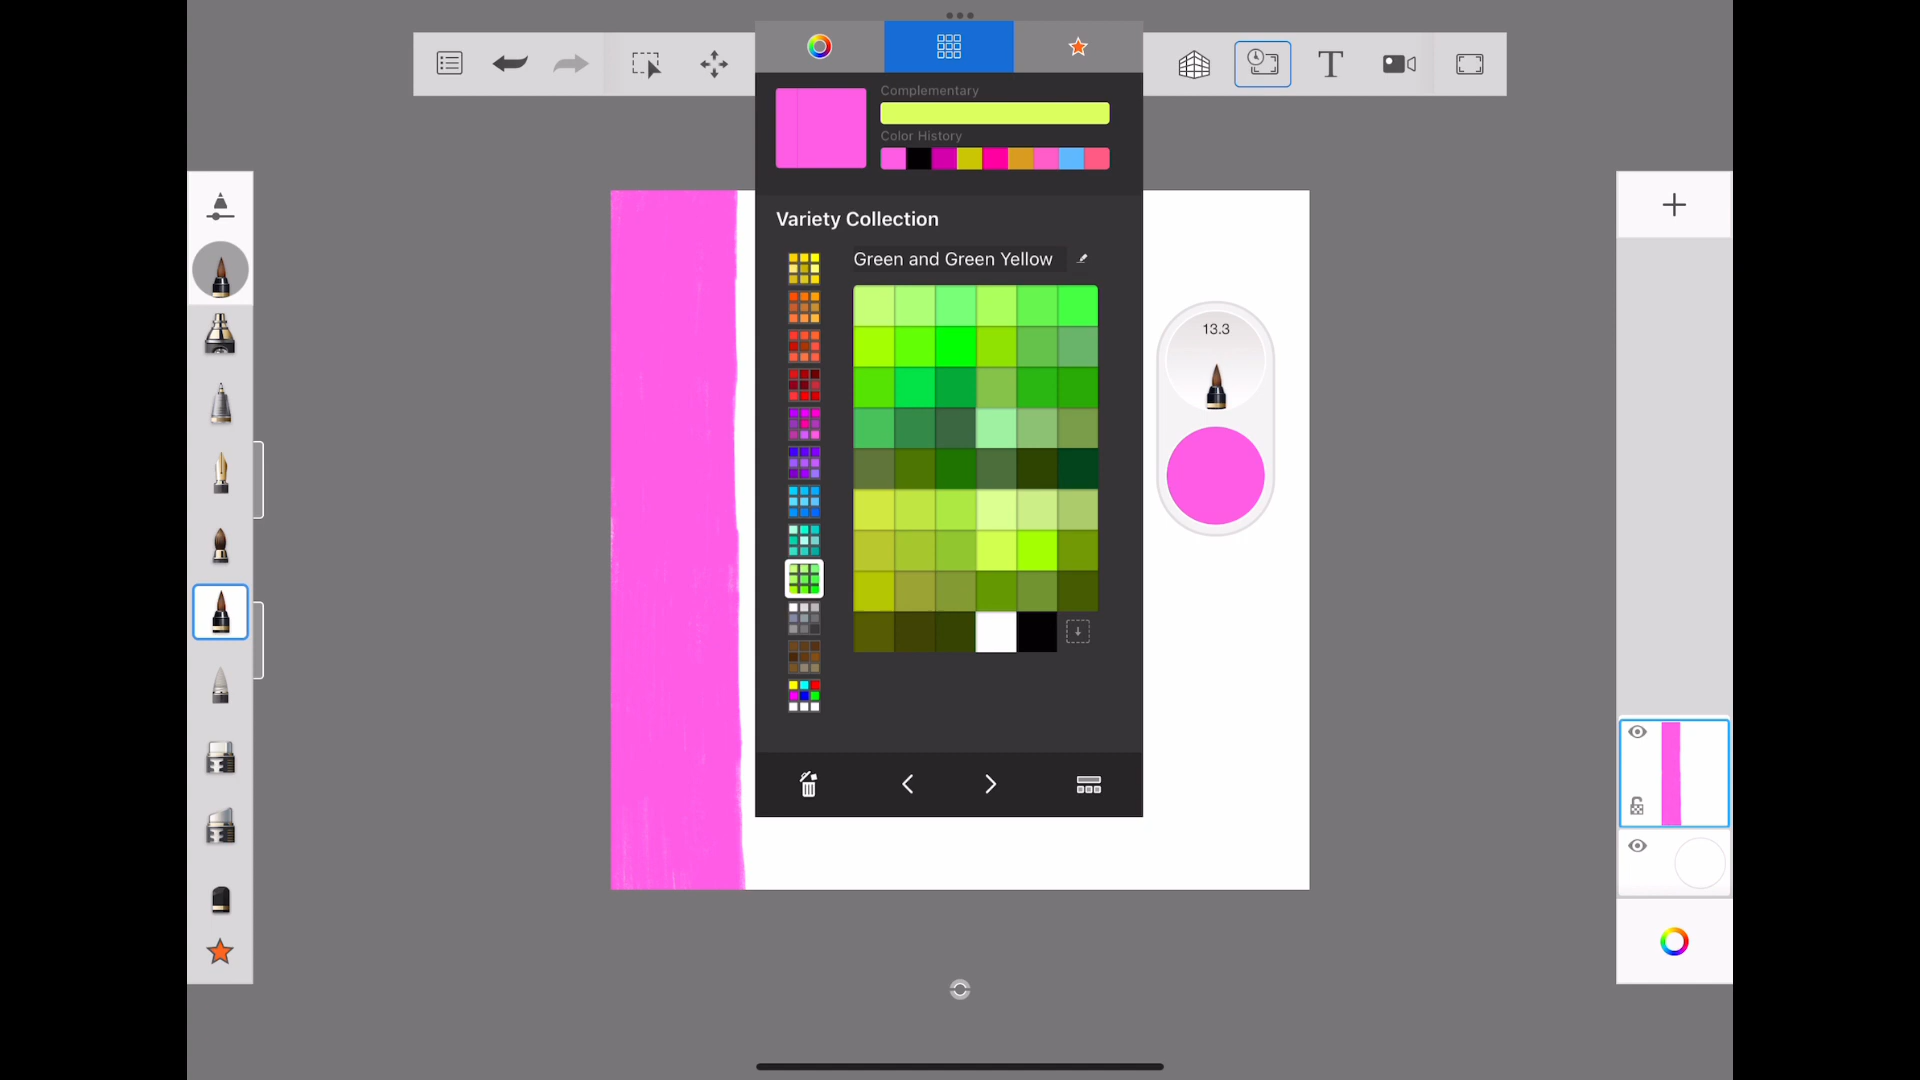 Complementary
Color History
Variety Collection
Green and Green Yellow
13.3
T